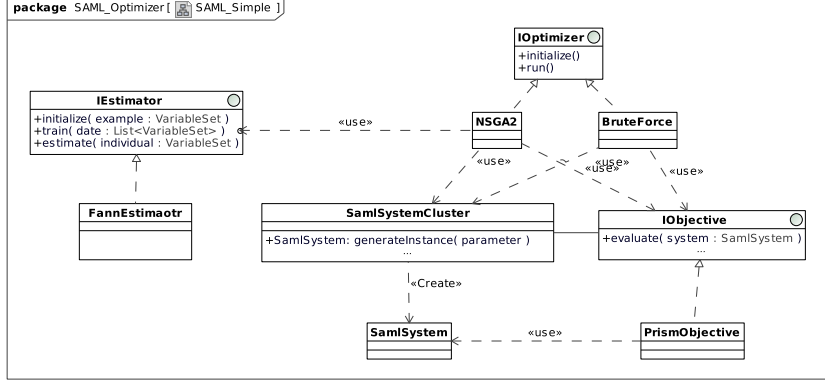 package SAML_Optimizer [ SAML_Simple ]
IOptimizer
+initialize()
+run()
IEstimator
+initialize( example : VariableSet )
+train( date : List<VariableSet> )
+estimate( individual : VariableSet )
«use»
NSGA2
BruteForce
«use»
«use»
«use»
«use»
FannEstimaotr
SamlSystemCluster
+SamlSystem: generateInstance( parameter )
...
IObjective
+evaluate( system : SamlSystem )
...
«Create»
SamlSystem
«use»
PrismObjective